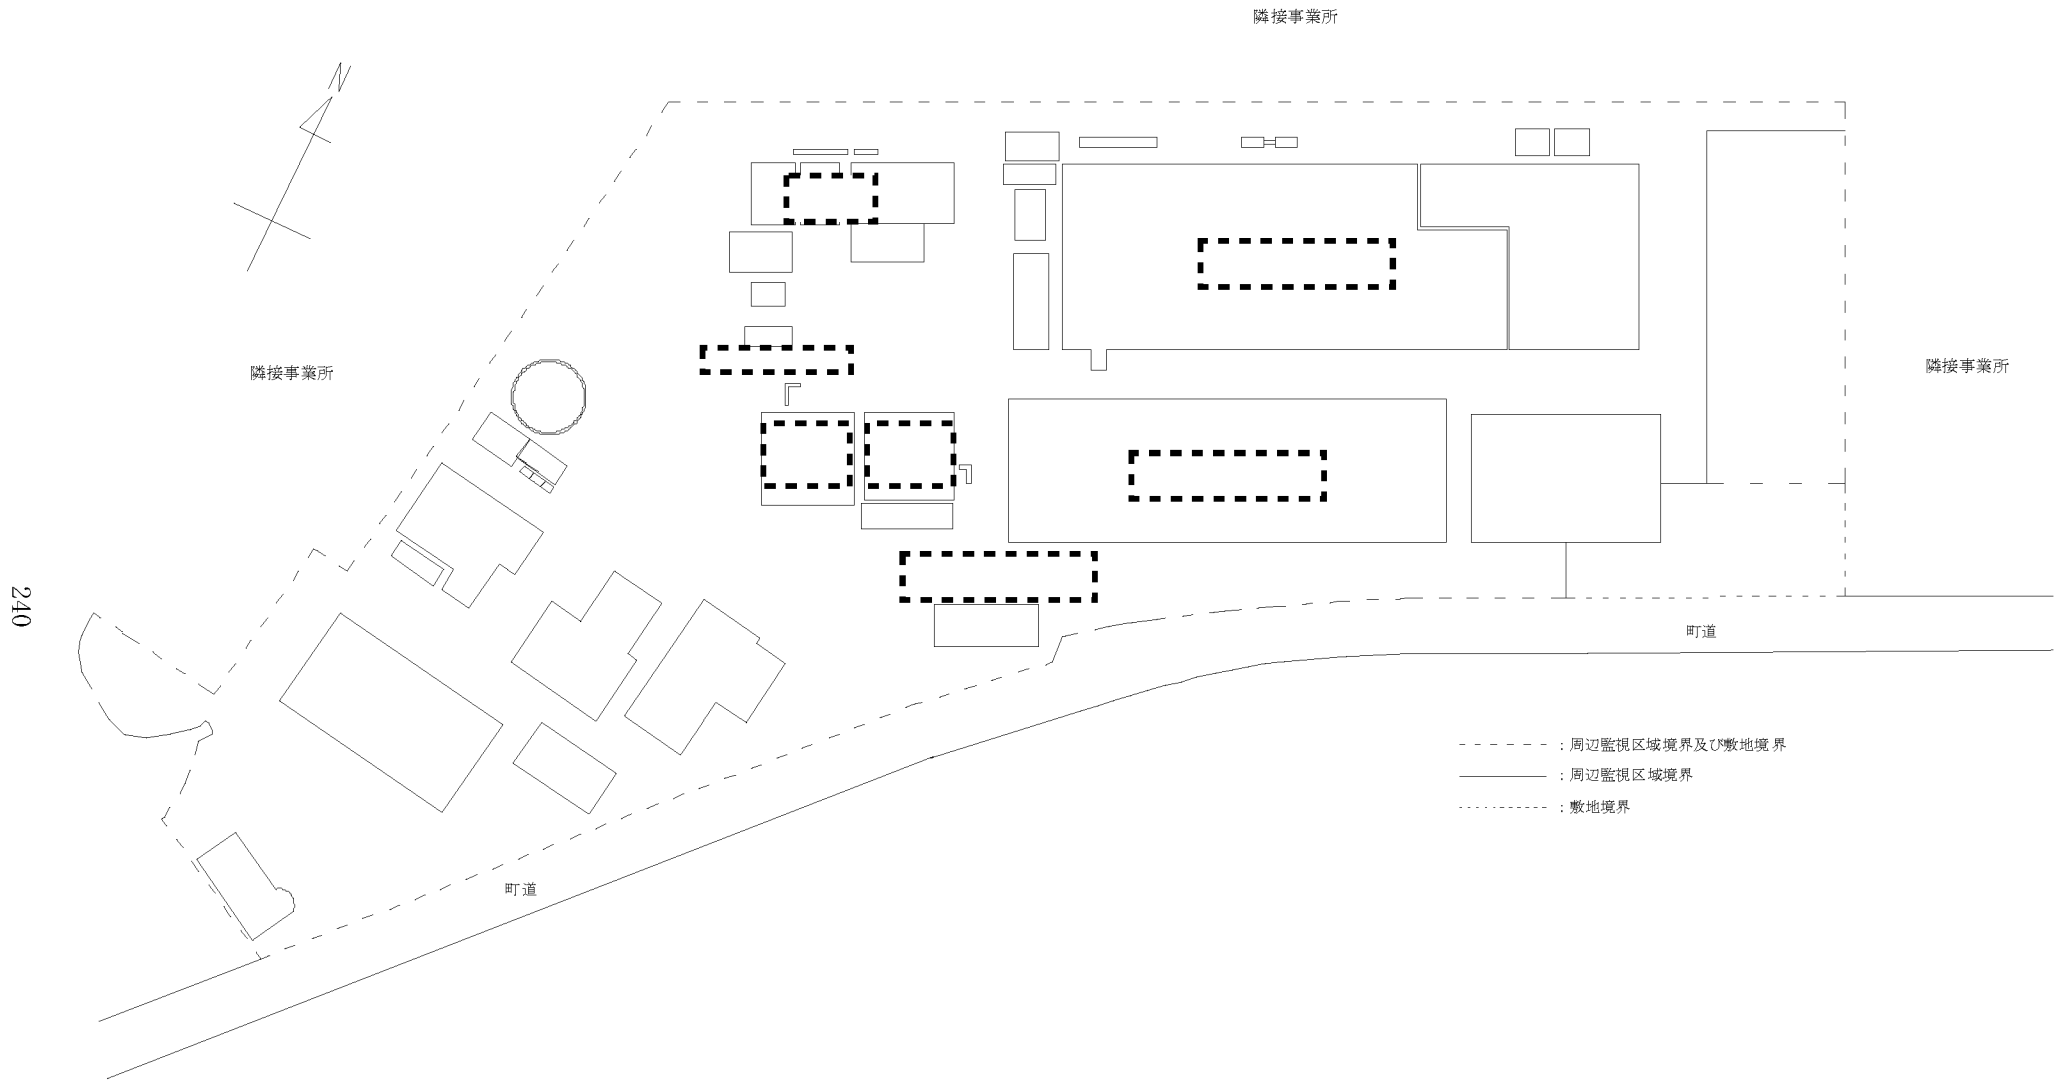 隣接事業所
N
隣接事業所
隣接事業所
240
町道
：周辺監視区域境界及び敷地境界
：周辺監視区域境界
：敷地境界
町道